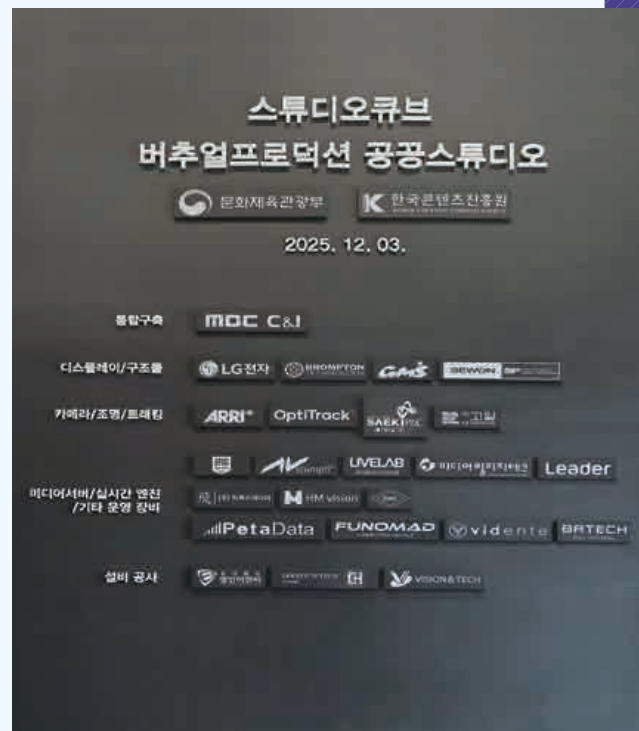 스튜디오큐브
버추얼프로덕션 공공스튜디오
문화체육관광부 한국콘텐츠진흥원
2025. 12. 03.
통합구축 MBC C&I
디스플레이/구조물 LG전자 BROMPTON GMS SEWON
카메라/조명/트래킹 ARRI OptiTrack SAEKI 고일
LIVELAB Leader
미디어서버/실시간 엔진
/기타 운영 장비
HM vision
PetaData FUNOMAD vidente BRTECH
설비 공사 VISION & TECH